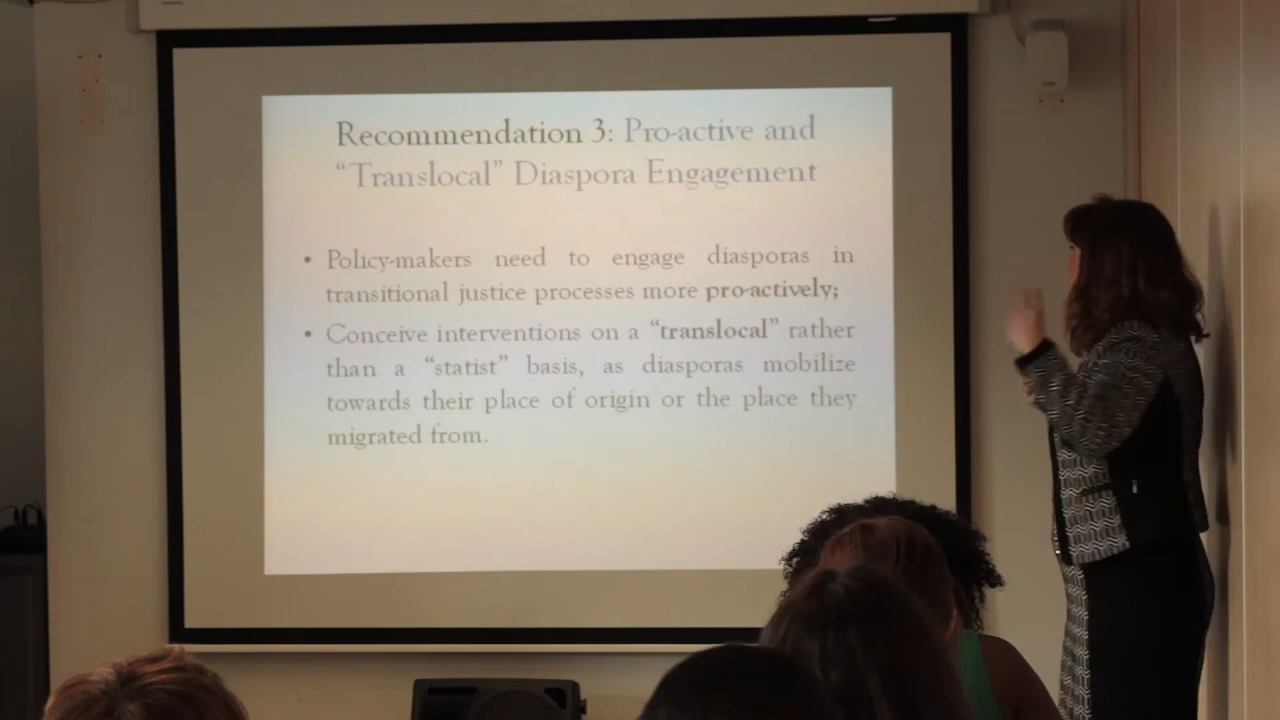 Recommendation 3: Pro-active and
“Translocal” Diaspora Engagement
• Policy-makers need to engage diasporas in
transitional justice processes more pro-actively;
• Conceive interventions on a “translocal” rather
than a “statist” basis, as diasporas mobilize
towards their place of origin or the place they
migrated from.